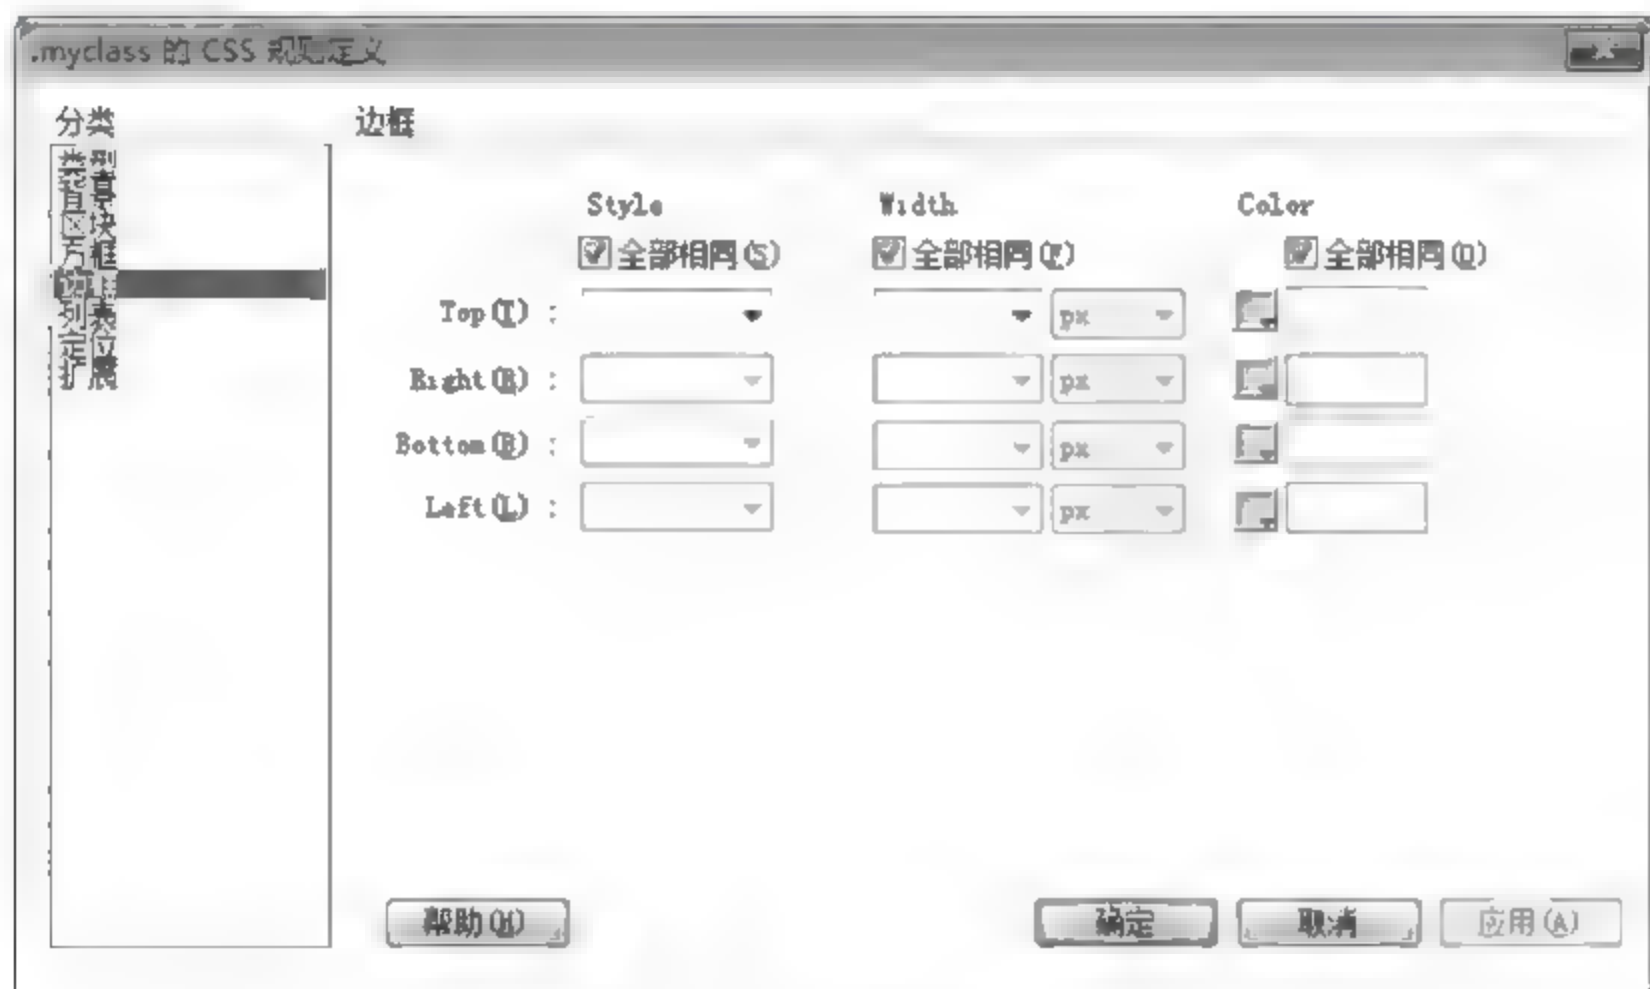 .myclass 的 CSS 规则定义
分类
类型
背景
区块
方框
边框
列表
定位
扩展
边框
Style Width Color
全部相同(S) 全部相同(F) 全部相同(O)
Top(T) : px
Right(R) : px
Bottom(B) : px
Left(L) : px
帮助(H) 确定 取消 应用(A)